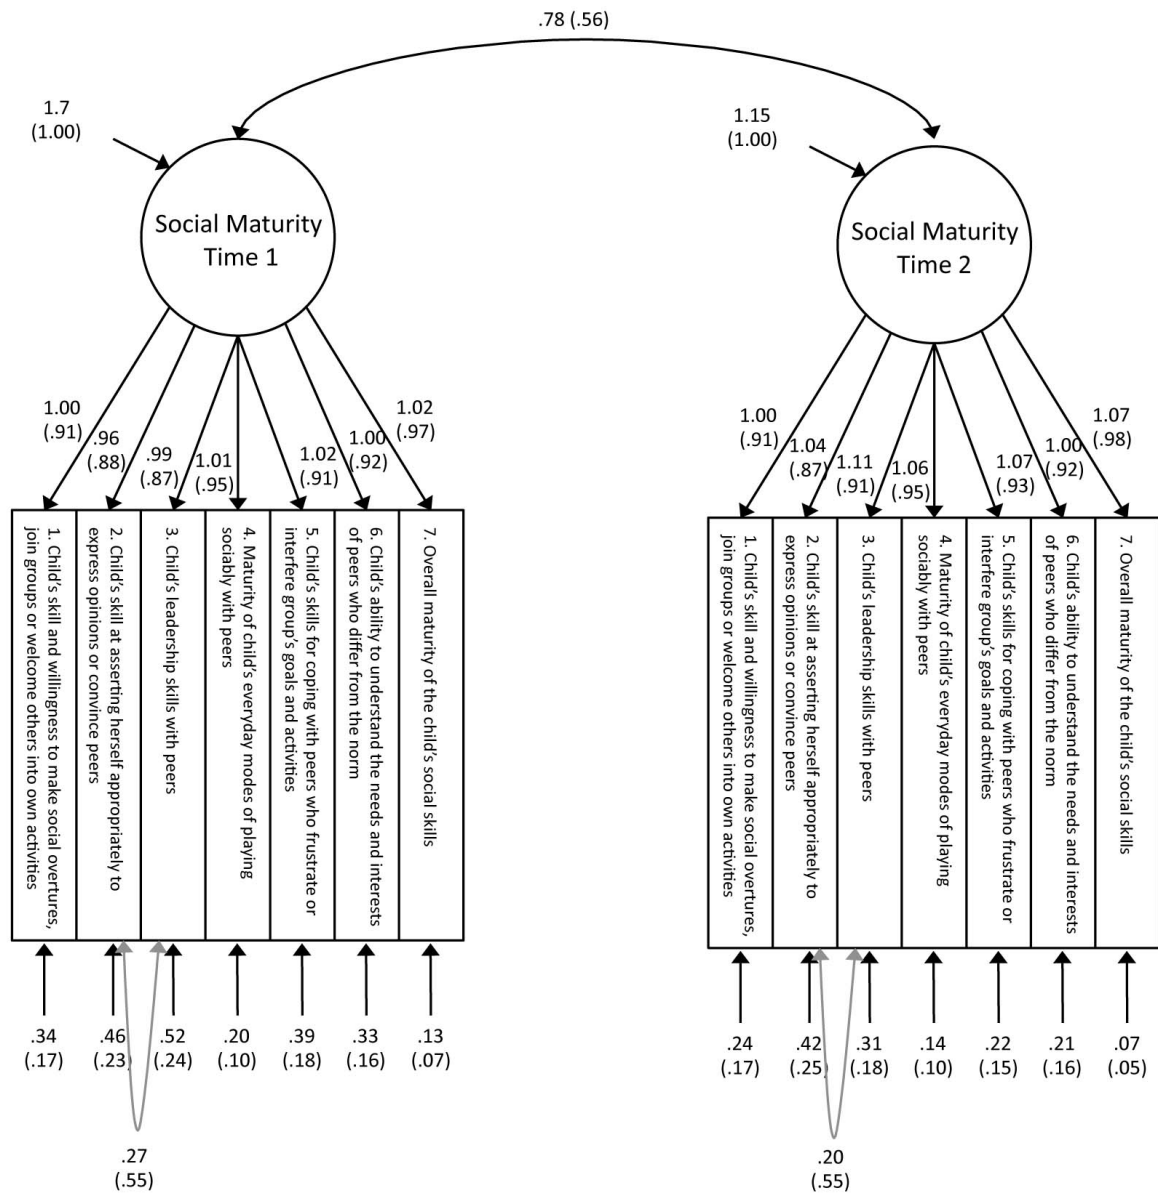 .78 (.56)
1.7
(1.00)
1.15
(1.00)
Social Maturity
Time 1
Social Maturity
Time 2
1.00
(.91)
.96
(.88)
.99
(.87)
1.01
(.95)
1.02
(.91)
1.00
(.92)
1.02
(.97)
1.00
(.91)
1.04
(.87)
1.11
(.91)
1.06
(.95)
1.07
(.93)
1.00
(.92)
1.07
(.98)
1. Child's skill and willingness to make social overtures,
join groups or welcome others into own activities
2. Child's skill at asserting herself appropriately to
express opinions or convince peers
3. Child's leadership skills with peers
4. Maturity of child's everyday modes of playing
sociably with peers
5. Child's skills for coping with peers who frustrate or
interfere group's goals and activities
6. Child's ability to understand the needs and interests
of peers who differ from the norm
7. Overall maturity of the child's social skills
1. Child's skill and willingness to make social overtures,
join groups or welcome others into own activities
2. Child's skill at asserting herself appropriately to
express opinions or convince peers
3. Child's leadership skills with peers
4. Maturity of child's everyday modes of playing
sociably with peers
5. Child's skills for coping with peers who frustrate or
interfere group's goals and activities
6. Child's ability to understand the needs and interests
of peers who differ from the norm
7. Overall maturity of the child's social skills
.34
(.17)
.46
(.23)
.52
(.24)
.20
(.10)
.39
(.18)
.33
(.16)
.13
(.07)
.24
(.17)
.42
(.25)
.31
(.18)
.14
(.10)
.22
(.15)
.21
(.16)
.07
(.05)
.27
(.55)
.20
(.55)